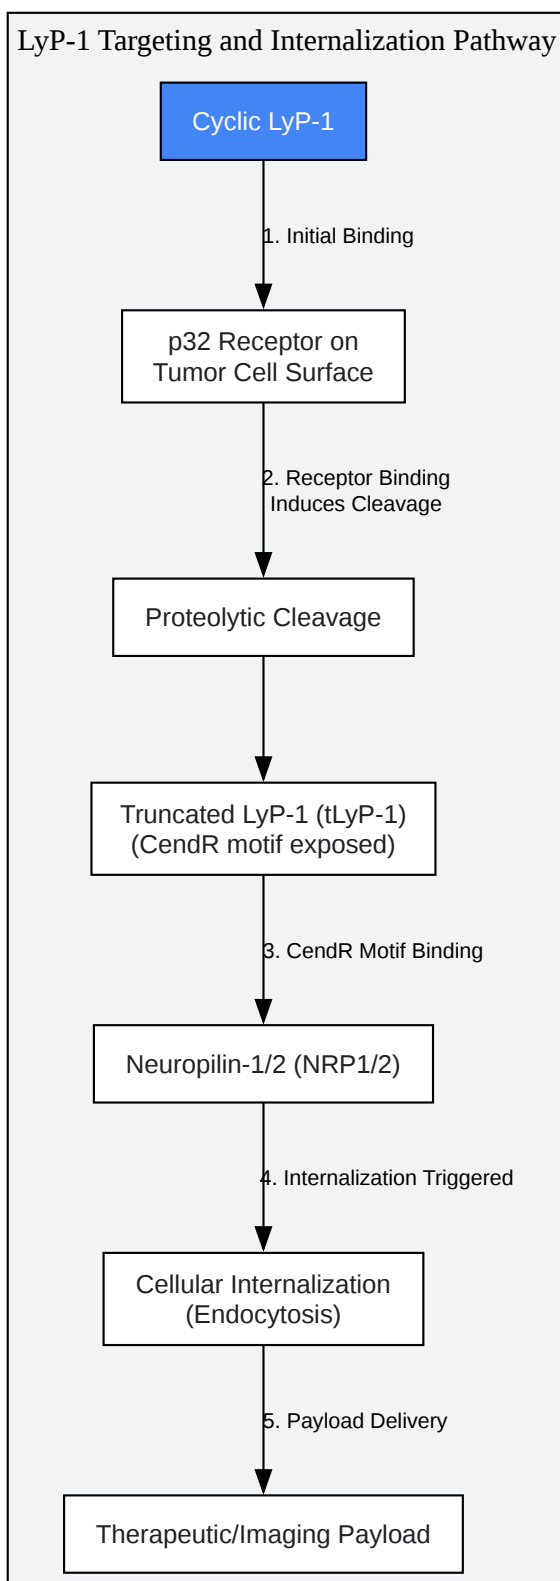 LyP-1 Targeting and Internalization Pathway
Cyclic LyP-1
1. Initial Binding
p32 Receptor on
Tumor Cell Surface
2. Receptor Binding
Induces Cleavage
Proteolytic Cleavage
Truncated LyP-1 (tLyP-1)
(CendR motif exposed)
3. CendR Motif Binding
Neuropilin-1/2 (NRP1/2)
4. Internalization Triggered
Cellular Internalization
(Endocytosis)
5. Payload Delivery
Therapeutic/Imaging Payload